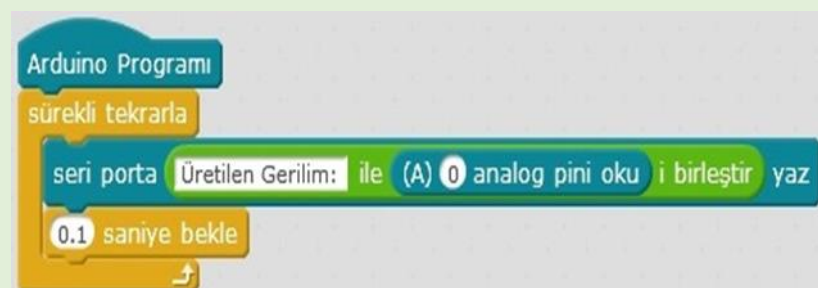 Arduino Programı
sürekli tekrarla
seri porta Üretilen Gerilim: ile (A) 0 analog pini oku i birleştir yaz
0.1 saniye bekle